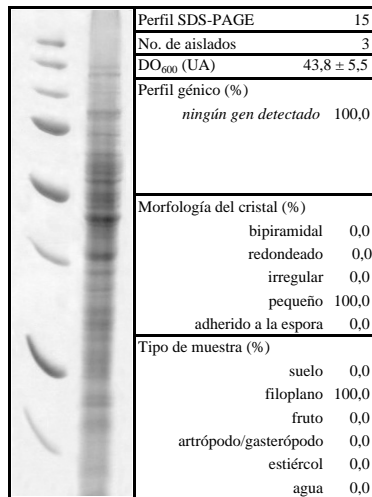 Perfil SDS-PAGE 15
No. de aislados 3
DO600 (UA) 43,8 ± 5,5
Perfil génico (%)
ningún gen detectado 100,0
Morfología del cristal (%)
bipiramidal 0,0
redondeado 0,0
irregular 0,0
pequeño 100,0
adherido a la espora 0,0
Tipo de muestra (%)
suelo 0,0
filoplano 100,0
fruto 0,0
artrópodo/gasterópodo 0,0
estiércol 0,0
agua 0,0